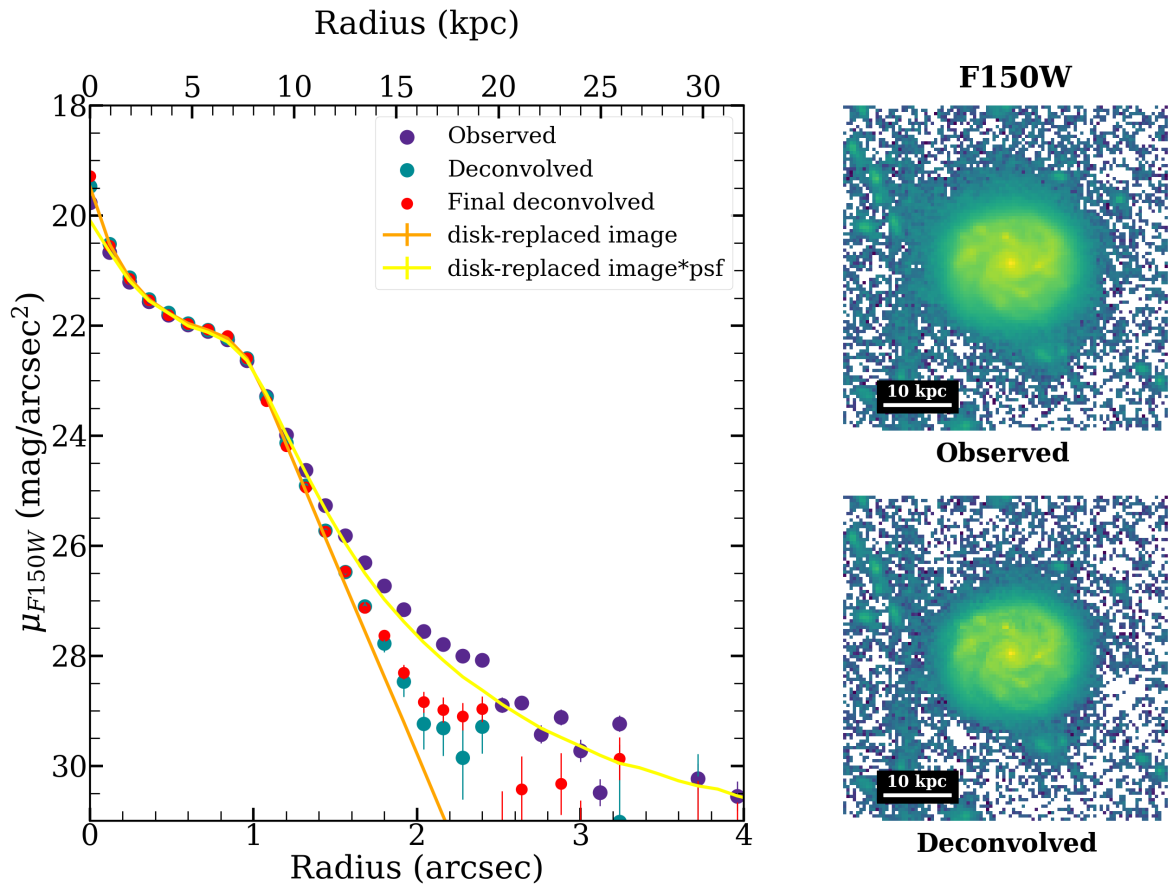 Radius (kpc)
0 5 10 15 20 25 30
18
20
22
24
26
28
30
μF150W (mag/arcsec²)
Observed
Deconvolved
Final deconvolved
disk-replaced image
disk-replaced image*psf
0 1 2 3 4
Radius (arcsec)
F150W
10 kpc
Observed
10 kpc
Deconvolved